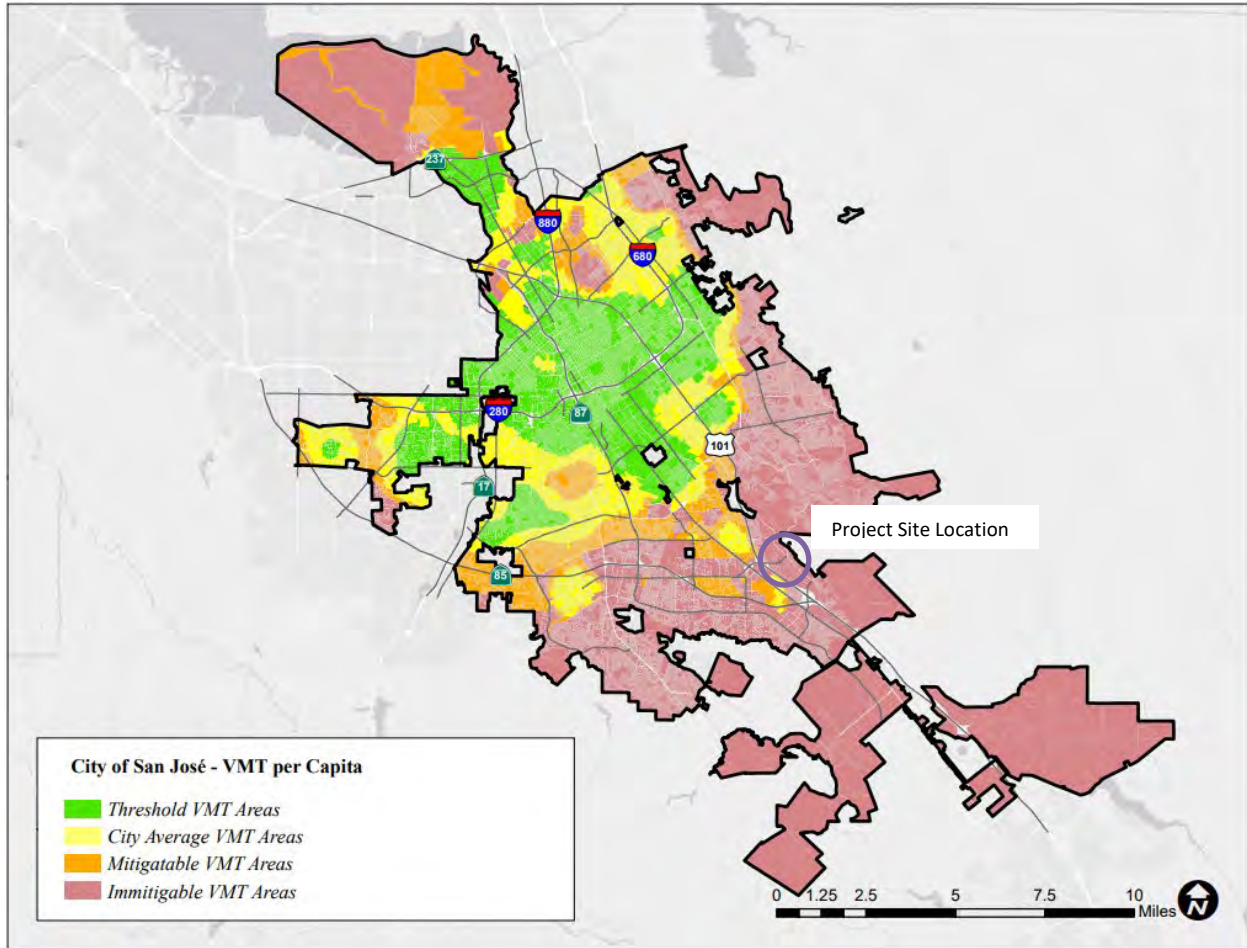 237
880
680
280
87
101
17
Project Site Location
85
City of San José - VMT per Capita
Threshold VMT Areas
City Average VMT Areas
Mitigatable VMT Areas
Immitigable VMT Areas
0 1.25 2.5 5 7.5 10
Miles
N